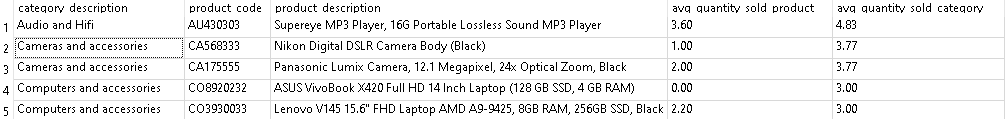 category description product code product description avg quantity sold product avg quantity sold category
1 Audio and Hifi AU430303 Supereye MP3 Player, 16G Portable Lossless Sound MP3 Player 3.60 4.83
2 Cameras and accessories CA568333 Nikon Digital DSLR Camera Body (Black) 1.00 3.77
3 Cameras and accessories CA175555 Panasonic Lumix Camera, 12.1 Megapixel, 24x Optical Zoom, Black 2.00 3.77
4 Computers and accessories CO8920232 ASUS VivoBook X420 Full HD 14 Inch Laptop (128 GB SSD, 4 GB RAM) 0.00 3.00
5 Computers and accessories CO3930033 Lenovo V145 15.6" FHD Laptop AMD A9-9425, 8GB RAM, 256GB SSD, Black 2.20 3.00